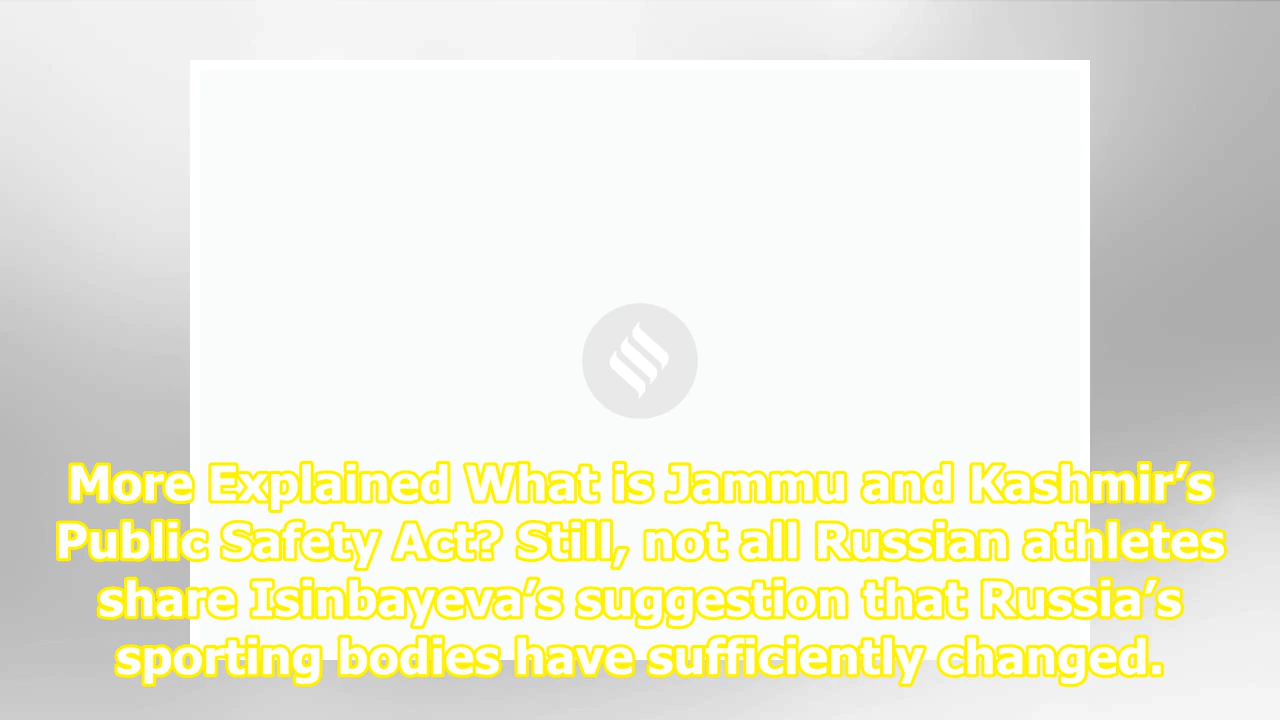 More Explained What is Jammu and Kashmir’s
Public Safety Act? Still, not all Russian athletes
share Isinbayeva’s suggestion that Russia’s
sporting bodies have sufficiently changed.